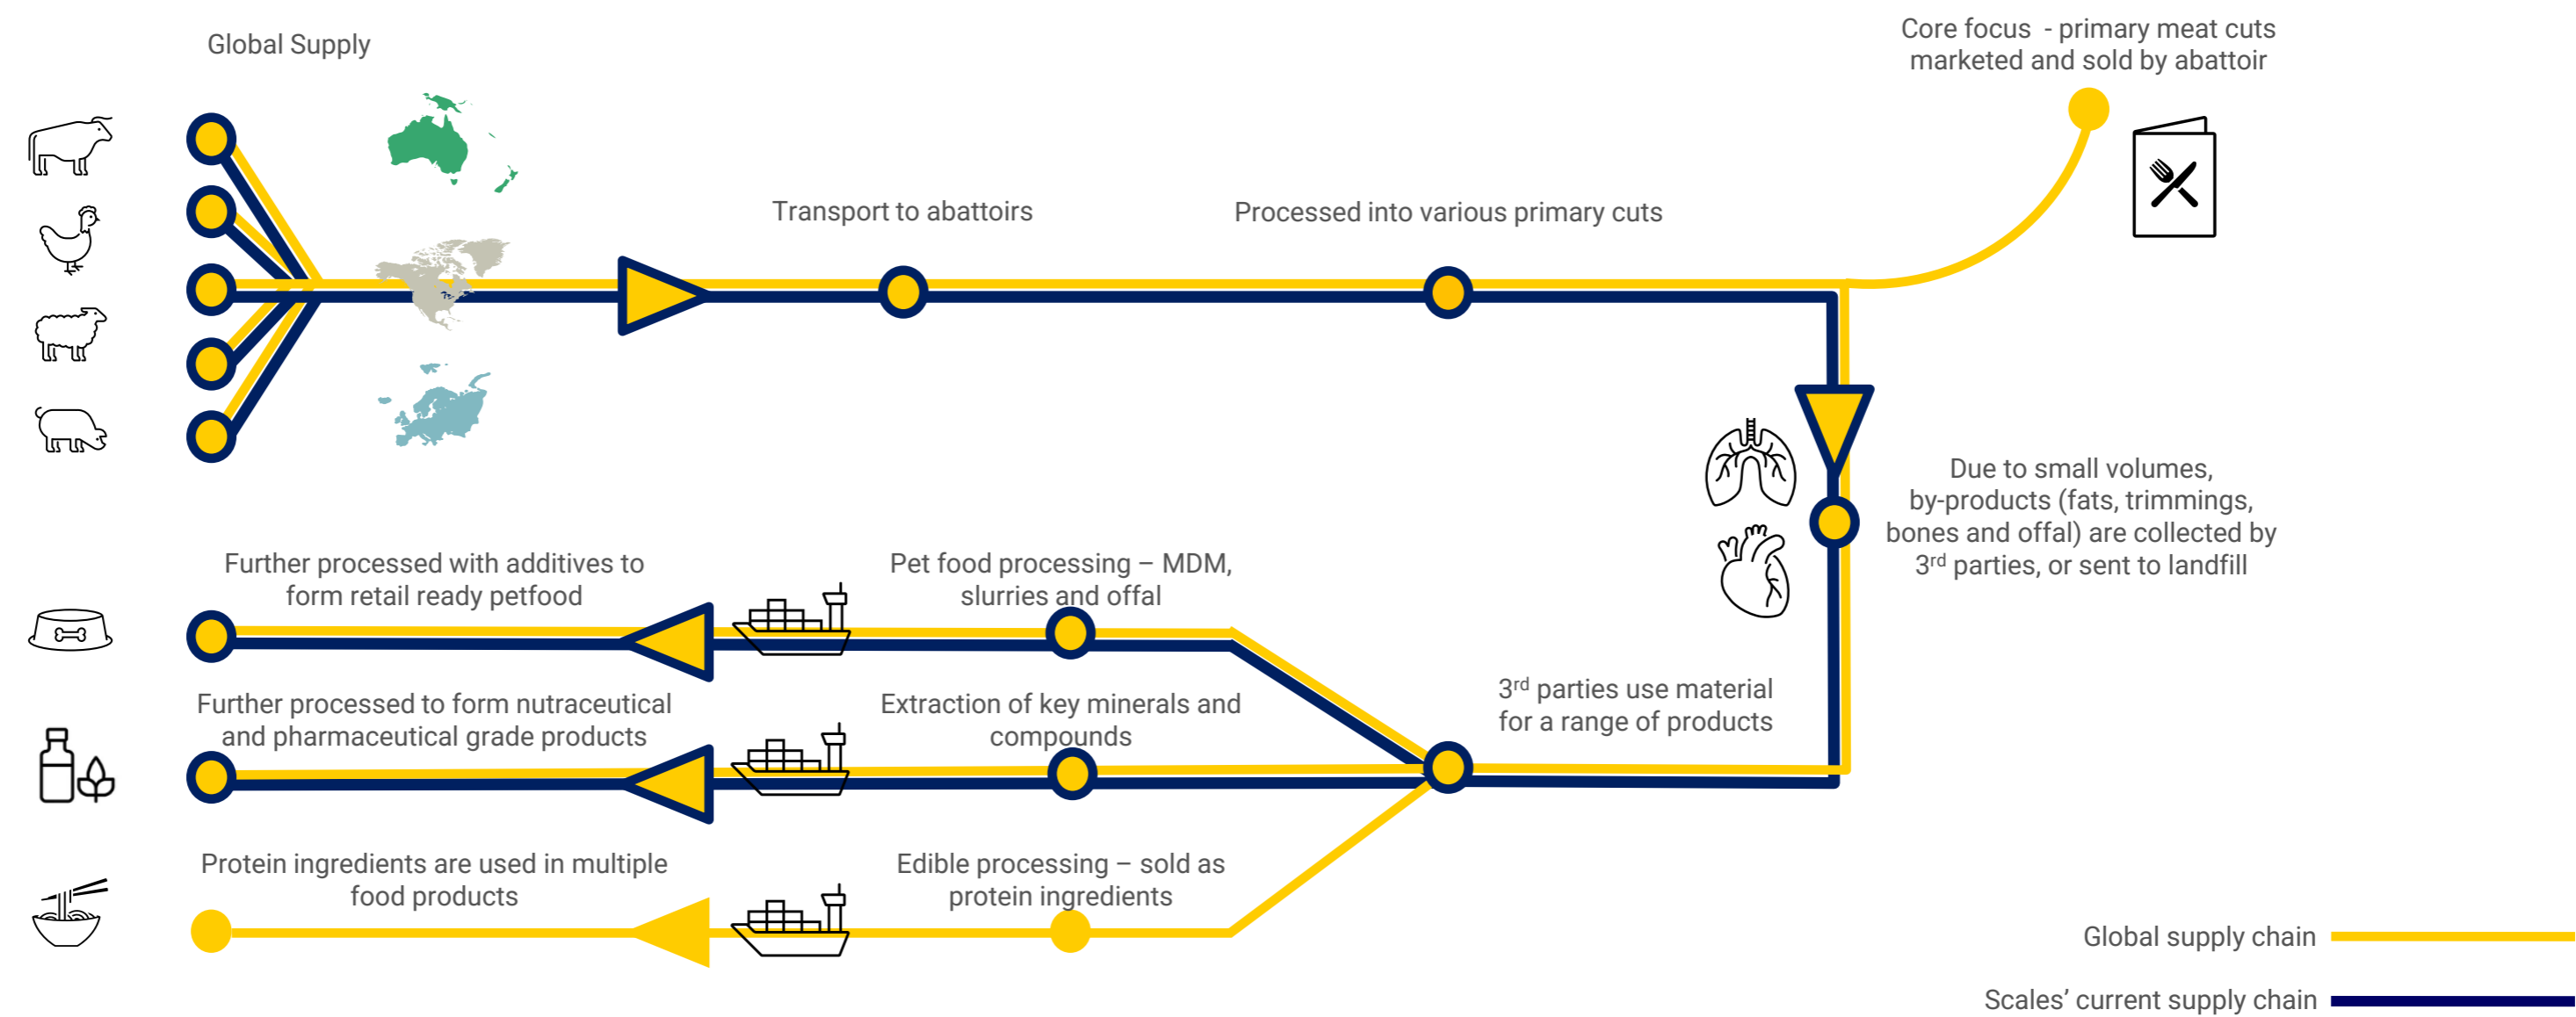 Global Supply
Core focus  - primary meat cuts
marketed and sold by abattoir
Transport to abattoirs
Processed into various primary cuts
Due to small volumes,
by-products (fats, trimmings,
bones and offal) are collected by
3rd parties, or sent to landfill
Further processed with additives to
form retail ready petfood
Pet food processing – MDM,
slurries and offal
Further processed to form nutraceutical
and pharmaceutical grade products
Extraction of key minerals and
compounds
3rd parties use material
for a range of products
Protein ingredients are used in multiple
food products
Edible processing – sold as
protein ingredients
Global supply chain
Scales’ current supply chain